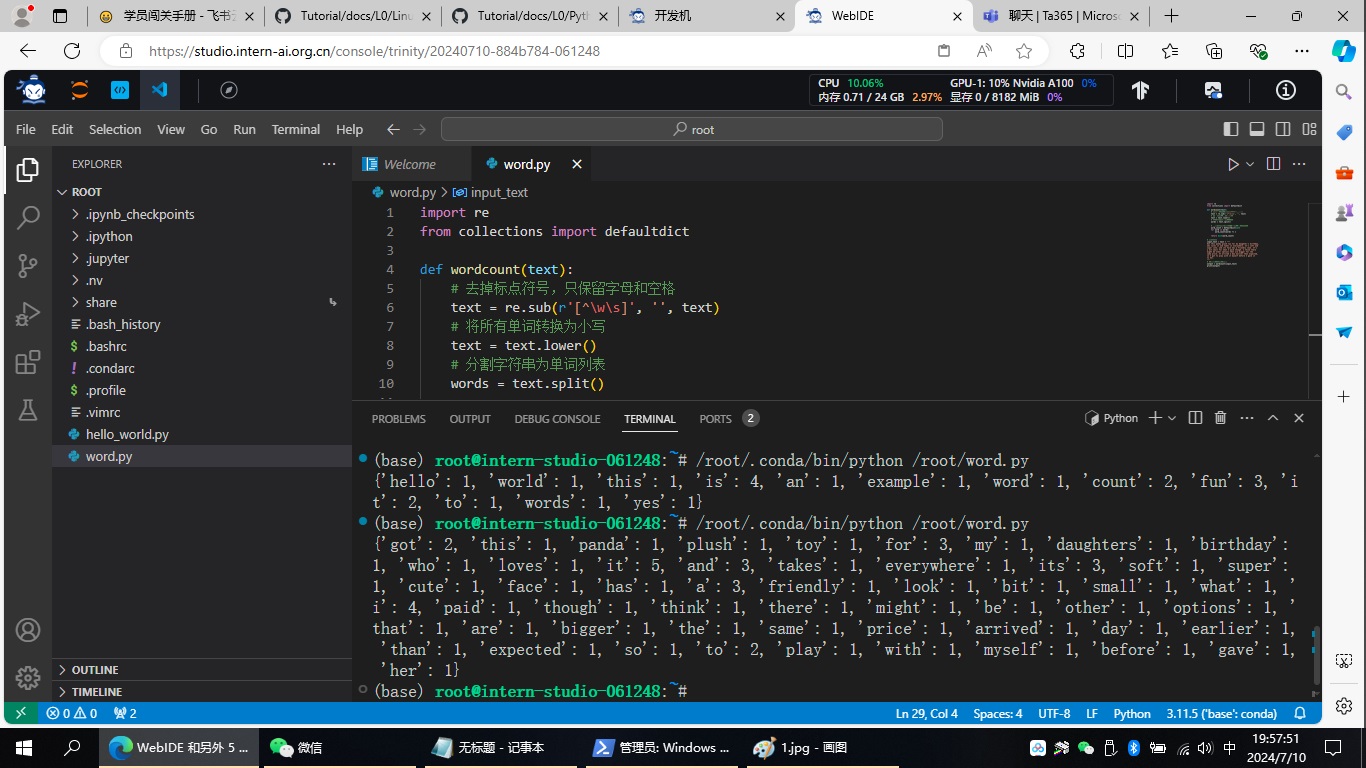 学员闯关手册 - 飞书云
Tutorial/docs/L0/Linu
Tutorial/docs/L0/Pyth
开发机
WebIDE
聊天 | Ta365 | Micros
https://studio.intern-ai.org.cn/console/trinity/20240710-884b784-061248
CPU 10.06% GPU-1: 10% Nvidia A100 0%
内存 0.71 / 24 GB 2.97% 显存 0 / 8182 MiB 0%
File Edit Selection View Go Run Terminal Help
root
EXPLORER
ROOT
.ipynb_checkpoints
.ipython
.jupyter
.nv
share
.bash_history
.bashrc
.condarc
.profile
.vimrc
hello_world.py
word.py
OUTLINE
TIMELINE
Welcome
word.py
word.py > input_text
1 import re
2 from collections import defaultdict
3
4 def wordcount(text):
5 # 去掉标点符号，只保留字母和空格
6 text = re.sub(r'[^\w\s]', '', text)
7 # 将所有单词转换为小写
8 text = text.lower()
9 # 分割字符串为单词列表
10 words = text.split()
PROBLEMS OUTPUT DEBUG CONSOLE TERMINAL PORTS 2
Python
(base) root@intern-studio-061248:~# /root/.conda/bin/python /root/word.py
{'hello': 1, 'world': 1, 'this': 1, 'is': 4, 'an': 1, 'example': 1, 'word': 1, 'count': 2, 'fun': 3, 'i
t': 2, 'to': 1, 'words': 1, 'yes': 1}
(base) root@intern-studio-061248:~# /root/.conda/bin/python /root/word.py
{'got': 2, 'this': 1, 'panda': 1, 'plush': 1, 'toy': 1, 'for': 3, 'my': 1, 'daughters': 1, 'birthday':
1, 'who': 1, 'loves': 1, 'it': 5, 'and': 3, 'takes': 1, 'everywhere': 1, 'its': 3, 'soft': 1, 'super':
1, 'cute': 1, 'face': 1, 'has': 1, 'a': 3, 'friendly': 1, 'look': 1, 'bit': 1, 'small': 1, 'what': 1, '
i': 4, 'paid': 1, 'though': 1, 'think': 1, 'there': 1, 'might': 1, 'be': 1, 'other': 1, 'options': 1, '
that': 1, 'are': 1, 'bigger': 1, 'the': 1, 'same': 1, 'price': 1, 'arrived': 1, 'day': 1, 'earlier': 1,
'than': 1, 'expected': 1, 'so': 1, 'to': 2, 'play': 1, 'with': 1, 'myself': 1, 'before': 1, 'gave': 1,
'her': 1}
(base) root@intern-studio-061248:~#
0 0 2
Ln 29, Col 4 Spaces: 4 UTF-8 LF Python 3.11.5 ('base': conda)
WebIDE 和另外 5 ...
微信
无标题 - 记事本
管理员: Windows ...
1.jpg - 画图
中
19:57:51
2024/7/10